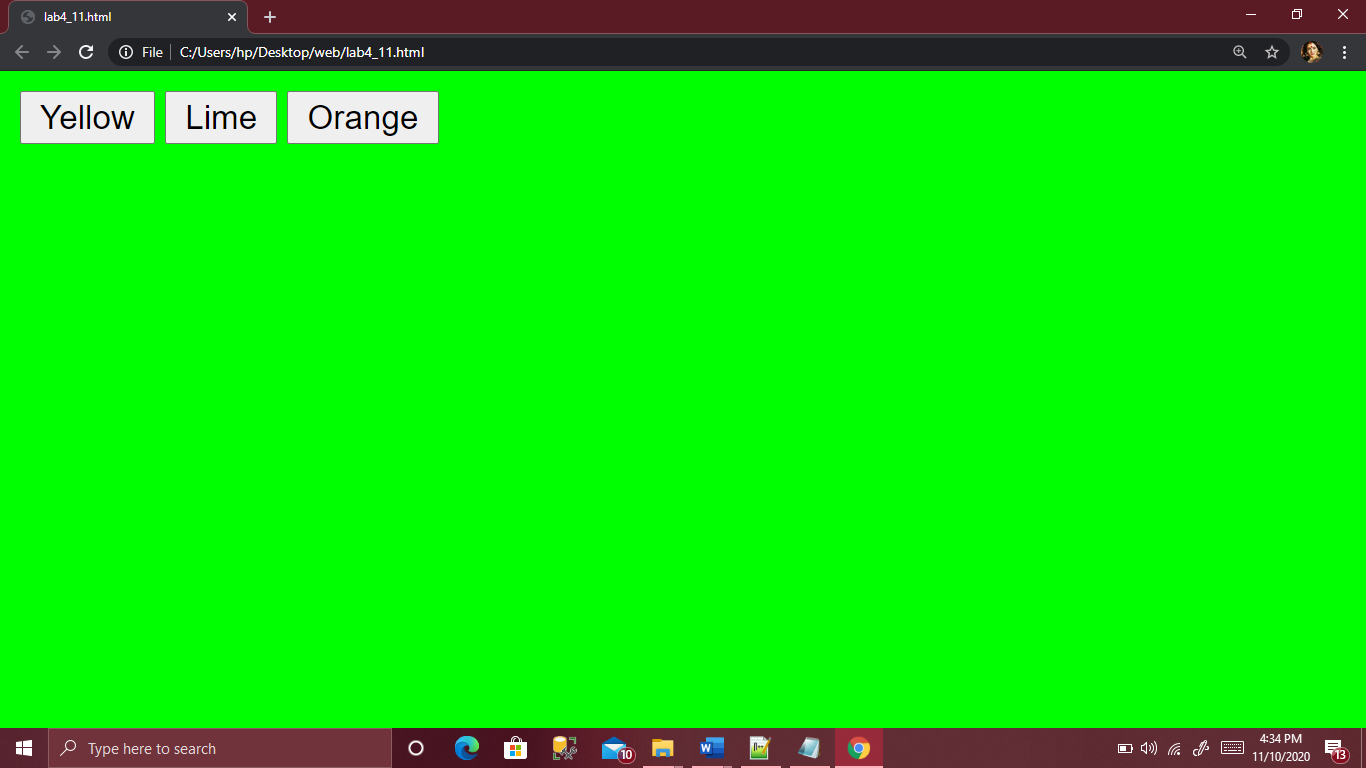 lab4_11.html
File
C:/Users/hp/Desktop/web/lab4_11.html
Yellow
Lime
Orange
Type here to search
10
W
4:34 PM
11/10/2020
13